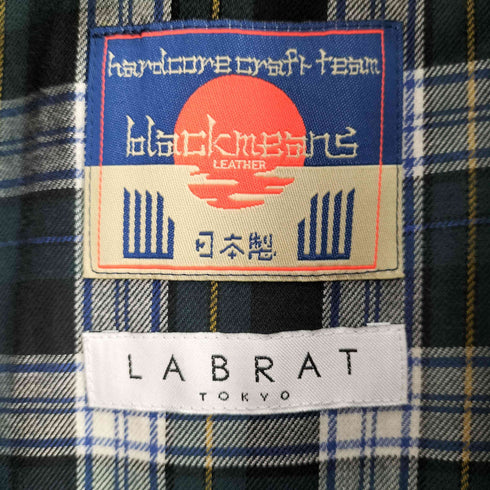 hardcore craft team
blackmeans
LEATHER
日本製
LABRAT
TOKYO